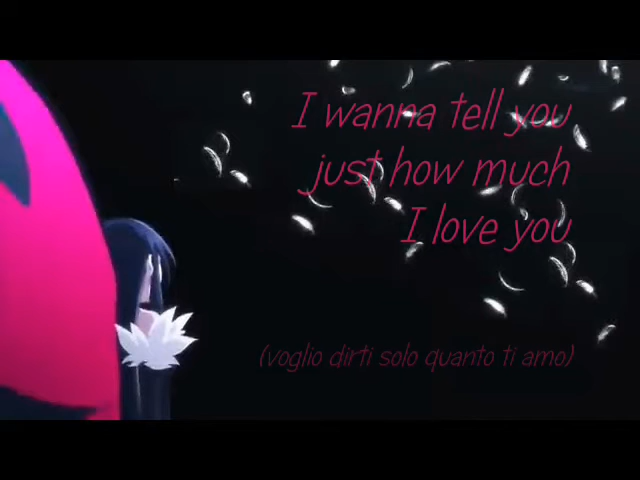 I wanna tell you
just how much
I love you
(voglio dirti solo quanto ti amo)